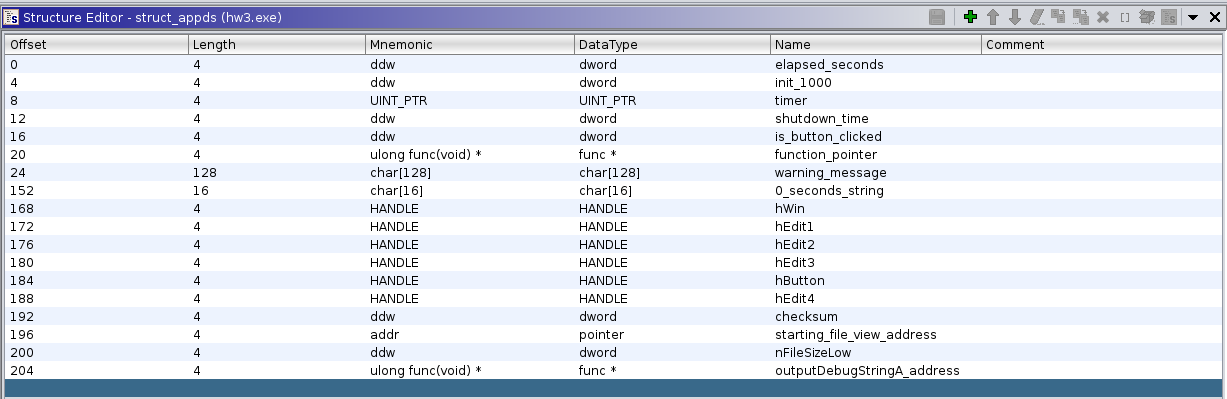 Structure Editor - struct_appds (hw3.exe)
Offset Length Mnemonic DataType Name Comment
0 4 ddw dword elapsed_seconds
4 4 ddw dword init_1000
8 4 UINT_PTR UINT_PTR timer
12 4 ddw dword shutdown_time
16 4 ddw dword is_button_clicked
20 4 ulong func(void) * func * function_pointer
24 128 char[128] char[128] warning_message
152 16 char[16] char[16] 0_seconds_string
168 4 HANDLE HANDLE hWin
172 4 HANDLE HANDLE hEdit1
176 4 HANDLE HANDLE hEdit2
180 4 HANDLE HANDLE hEdit3
184 4 HANDLE HANDLE hButton
188 4 HANDLE HANDLE hEdit4
192 4 ddw dword checksum
196 4 addr pointer starting_file_view_address
200 4 ddw dword nFileSizeLow
204 4 ulong func(void) * func * outputDebugStringA_address